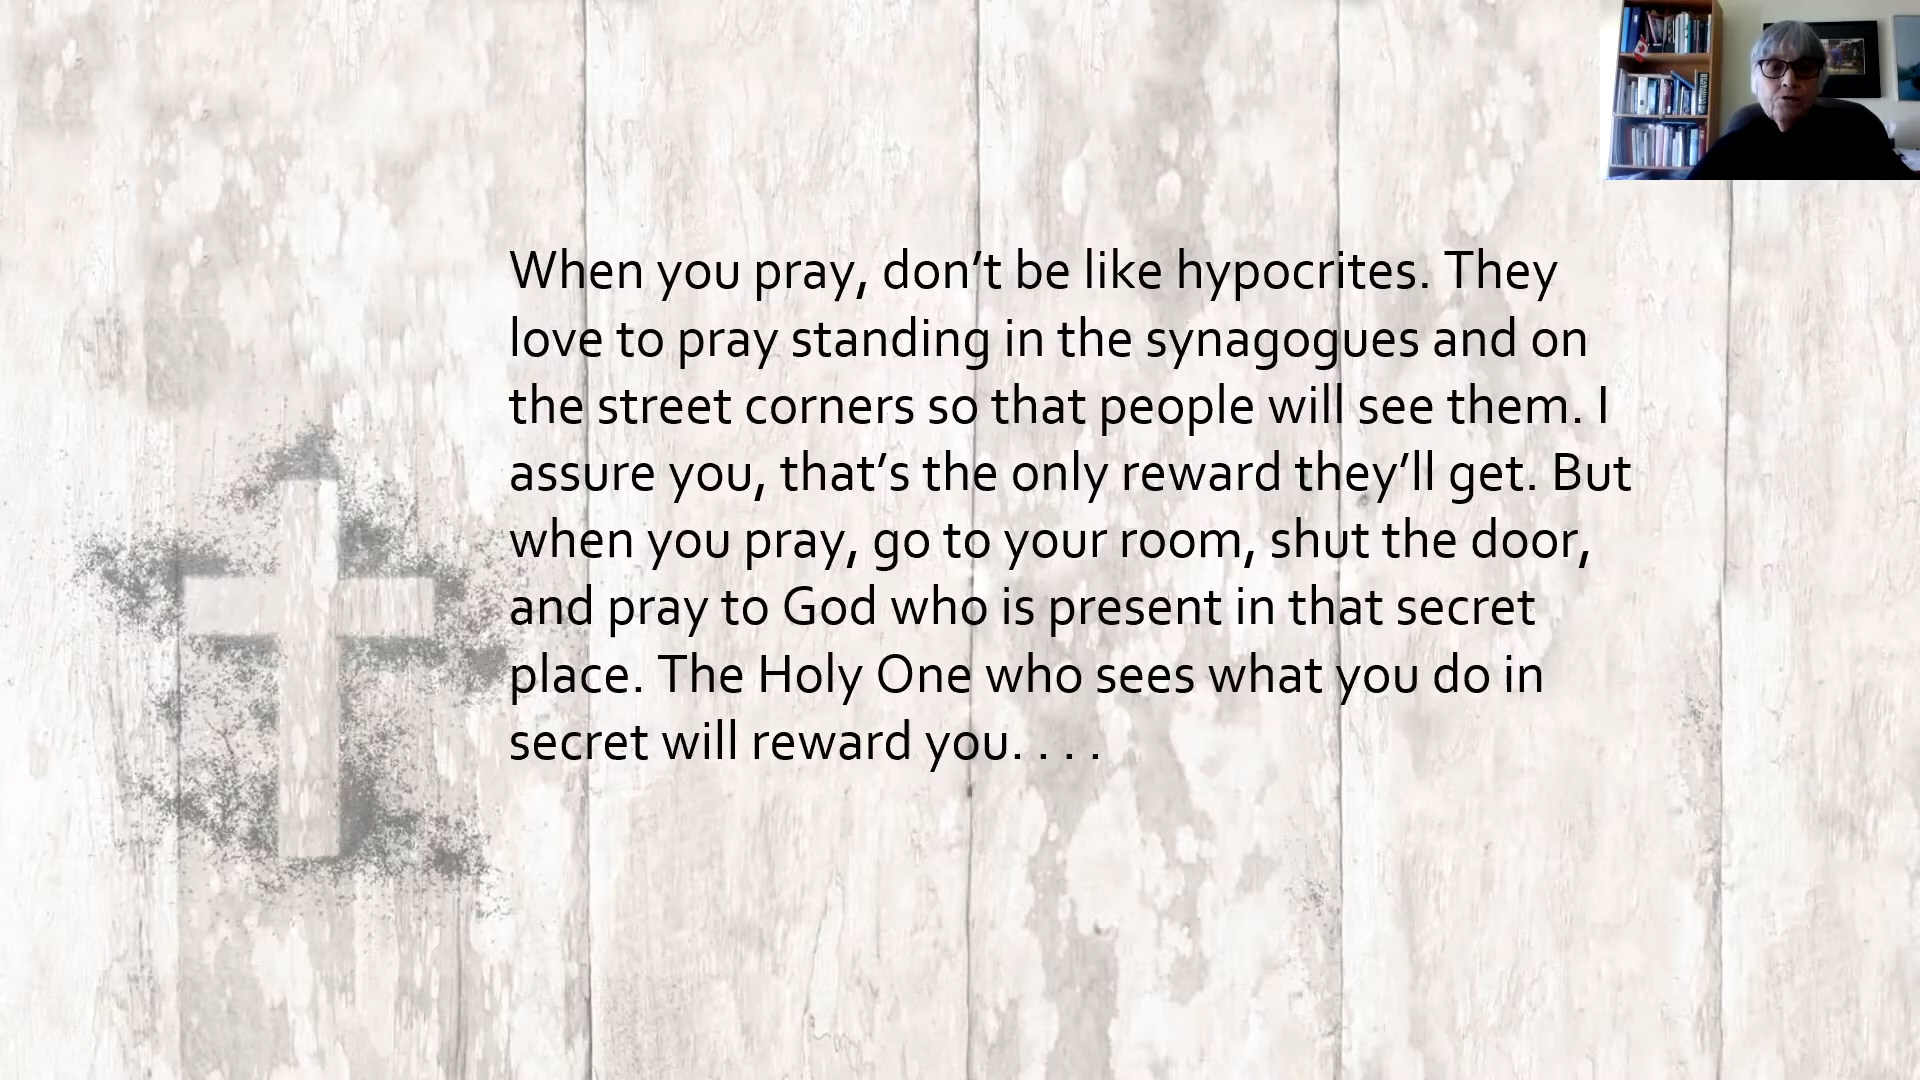 When you pray, don’t be like hypocrites. They
love to pray standing in the synagogues and on
the street corners so that people will see them. I
assure you, that’s the only reward they’ll get. But
when you pray, go to your room, shut the door,
and pray to God who is present in that secret
place. The Holy One who sees what you do in
secret will reward you. . . .